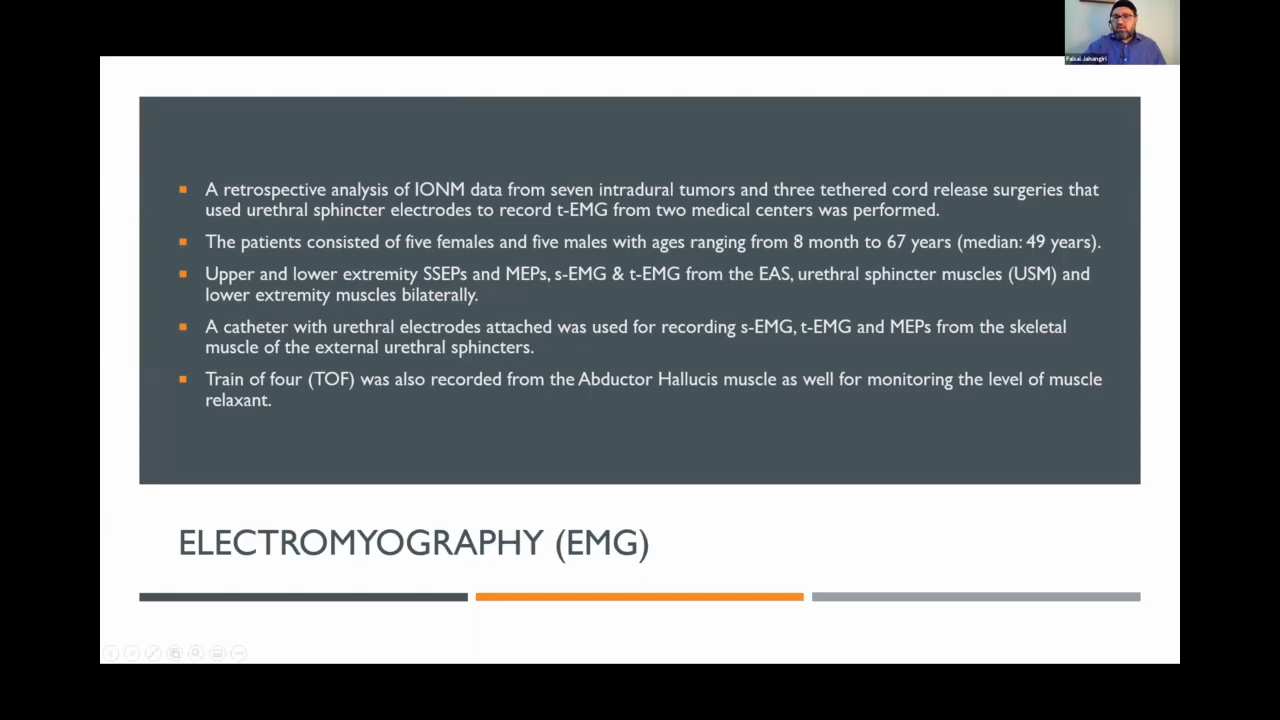 Faisal Jahangiri
A retrospective analysis of IONM data from seven intradural tumors and three tethered cord release surgeries that
used urethral sphincter electrodes to record t-EMG from two medical centers was performed.
The patients consisted of five females and five males with ages ranging from 8 month to 67 years (median: 49 years).
Upper and lower extremity SSEPs and MEPs, s-EMG & t-EMG from the EAS, urethral sphincter muscles (USM) and
lower extremity muscles bilaterally.
A catheter with urethral electrodes attached was used for recording s-EMG, t-EMG and MEPs from the skeletal
muscle of the external urethral sphincters.
Train of four (TOF) was also recorded from the Abductor Hallucis muscle as well for monitoring the level of muscle
relaxant.
ELECTROMYOGRAPHY (EMG)